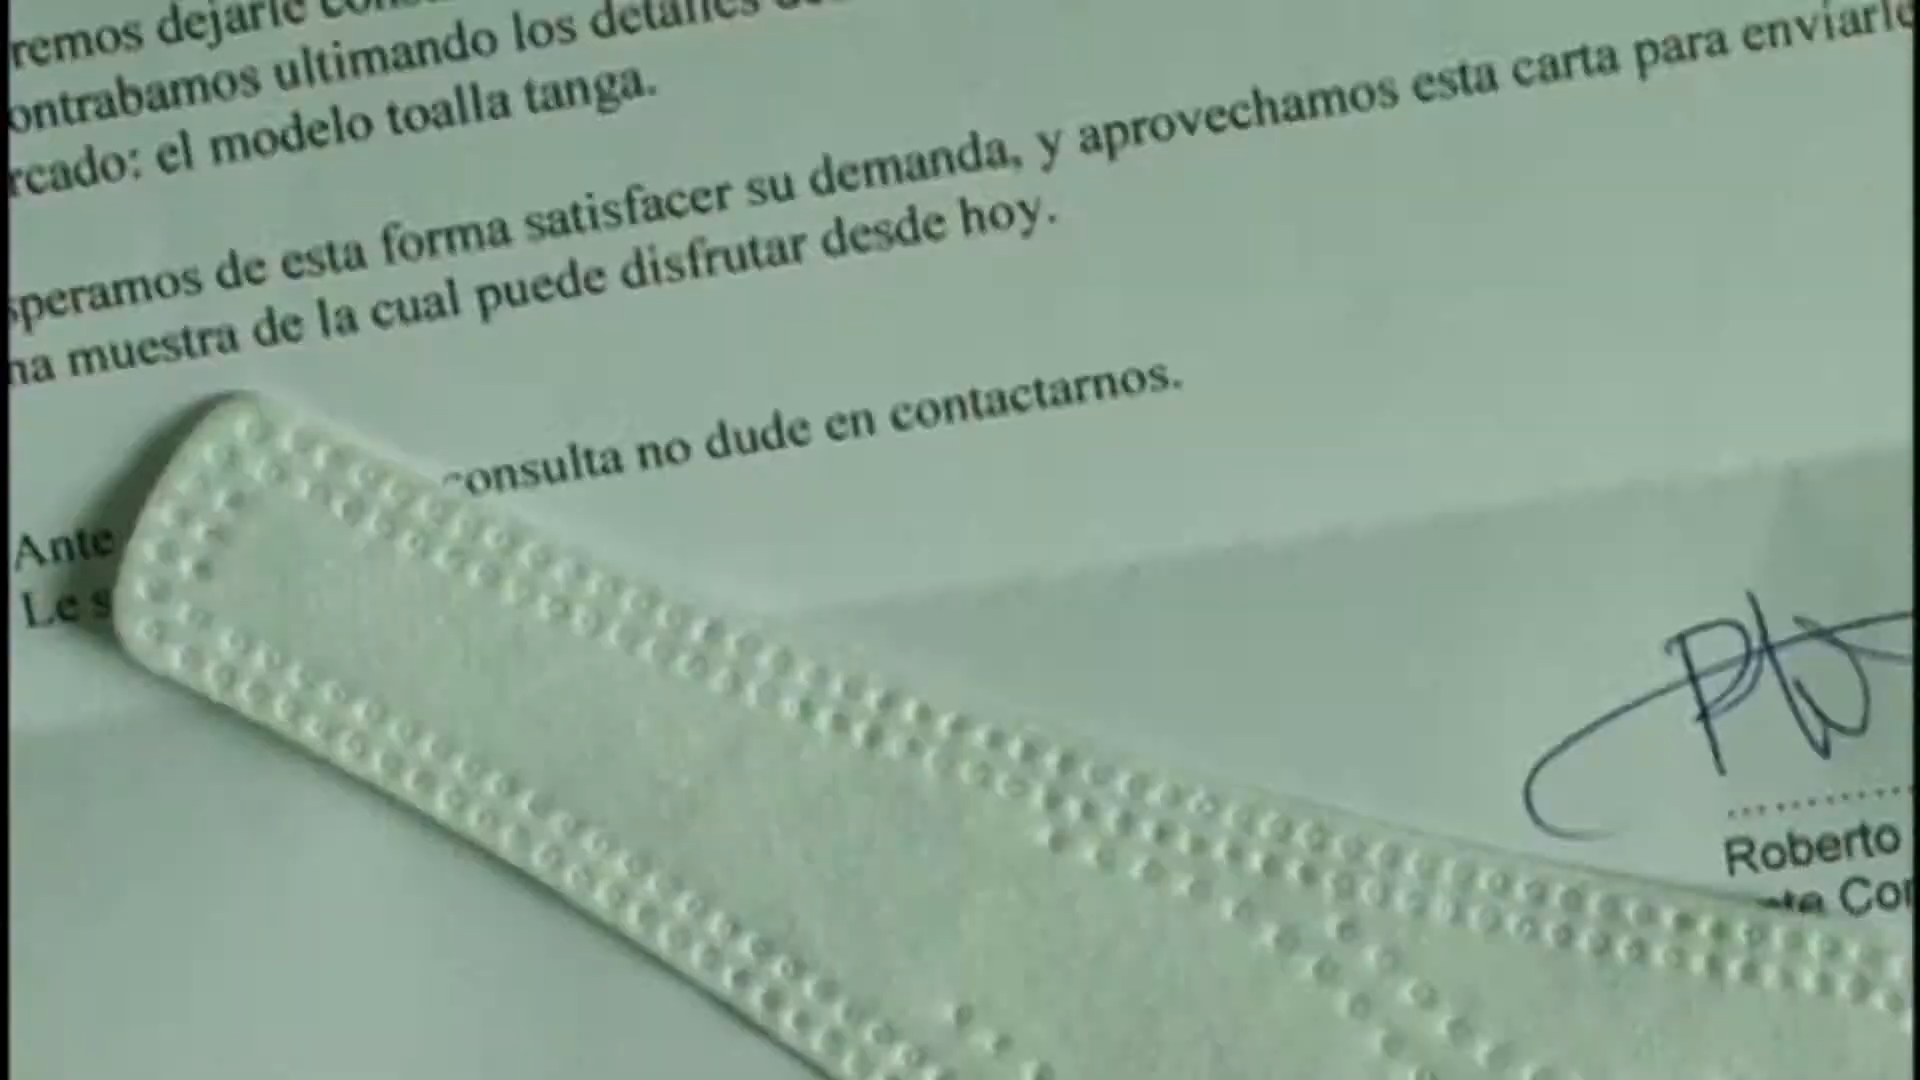 remos dejarle
ontrabamos ultimando los detalles
rcado: el modelo toalla tanga.
speramos de esta forma satisfacer su demanda, y aprovechamos esta carta para enviarle
na muestra de la cual puede disfrutar desde hoy.
consulta no dude en contactarnos.
Ante
Le s
Roberto
Cor